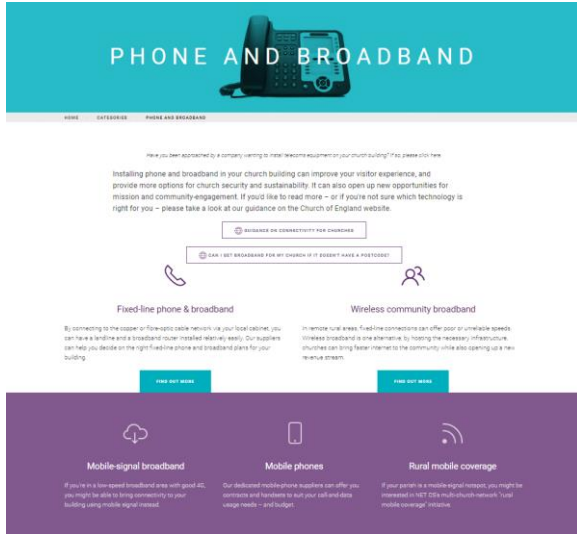 PHONE AND BROADBAND
HOME CATEGORIES PHONE AND BROADBAND
Have you been approached by a company wanting to install telecoms equipment on your church building? If so, please click here.
Installing phone and broadband in your church building can improve your visitor experience, and
provide more options for church security and sustainability. It can also open up new opportunities for
mission and community-engagement. If you'd like to read more – or if you're not sure which technology is
right for you – please take a look at our guidance on the Church of England website.
GUIDANCE ON CONNECTIVITY FOR CHURCHES
CAN I GET BROADBAND FOR MY CHURCH IF IT DOESN'T HAVE A POSTCODE?
Fixed-line phone & broadband
By connecting to the copper or fibre-optic cable network via your local cabinet, you
can have a landline and a broadband router installed relatively easily. Our suppliers
can help you decide on the right fixed-line phone and broadband plans for your
building.
FIND OUT MORE
Wireless community broadband
In remote rural areas, fixed-line connections can offer poor or unreliable speeds.
Wireless broadband is one alternative; by hosting the necessary infrastructure,
churches can bring faster internet to the community while also opening up a new
revenue stream.
FIND OUT MORE
Mobile-signal broadband
If you're in a low-speed broadband area with good 4G,
you might be able to bring connectivity to your
building using mobile signal instead.
Mobile phones
Our dedicated mobile-phone suppliers can offer you
contracts and handsets to suit your call-and-data
usage needs – and budget.
Rural mobile coverage
If your parish is a mobile-signal notspot, you might be
interested in NET CSs multi-church-network 'rural
mobile coverage' initiative.